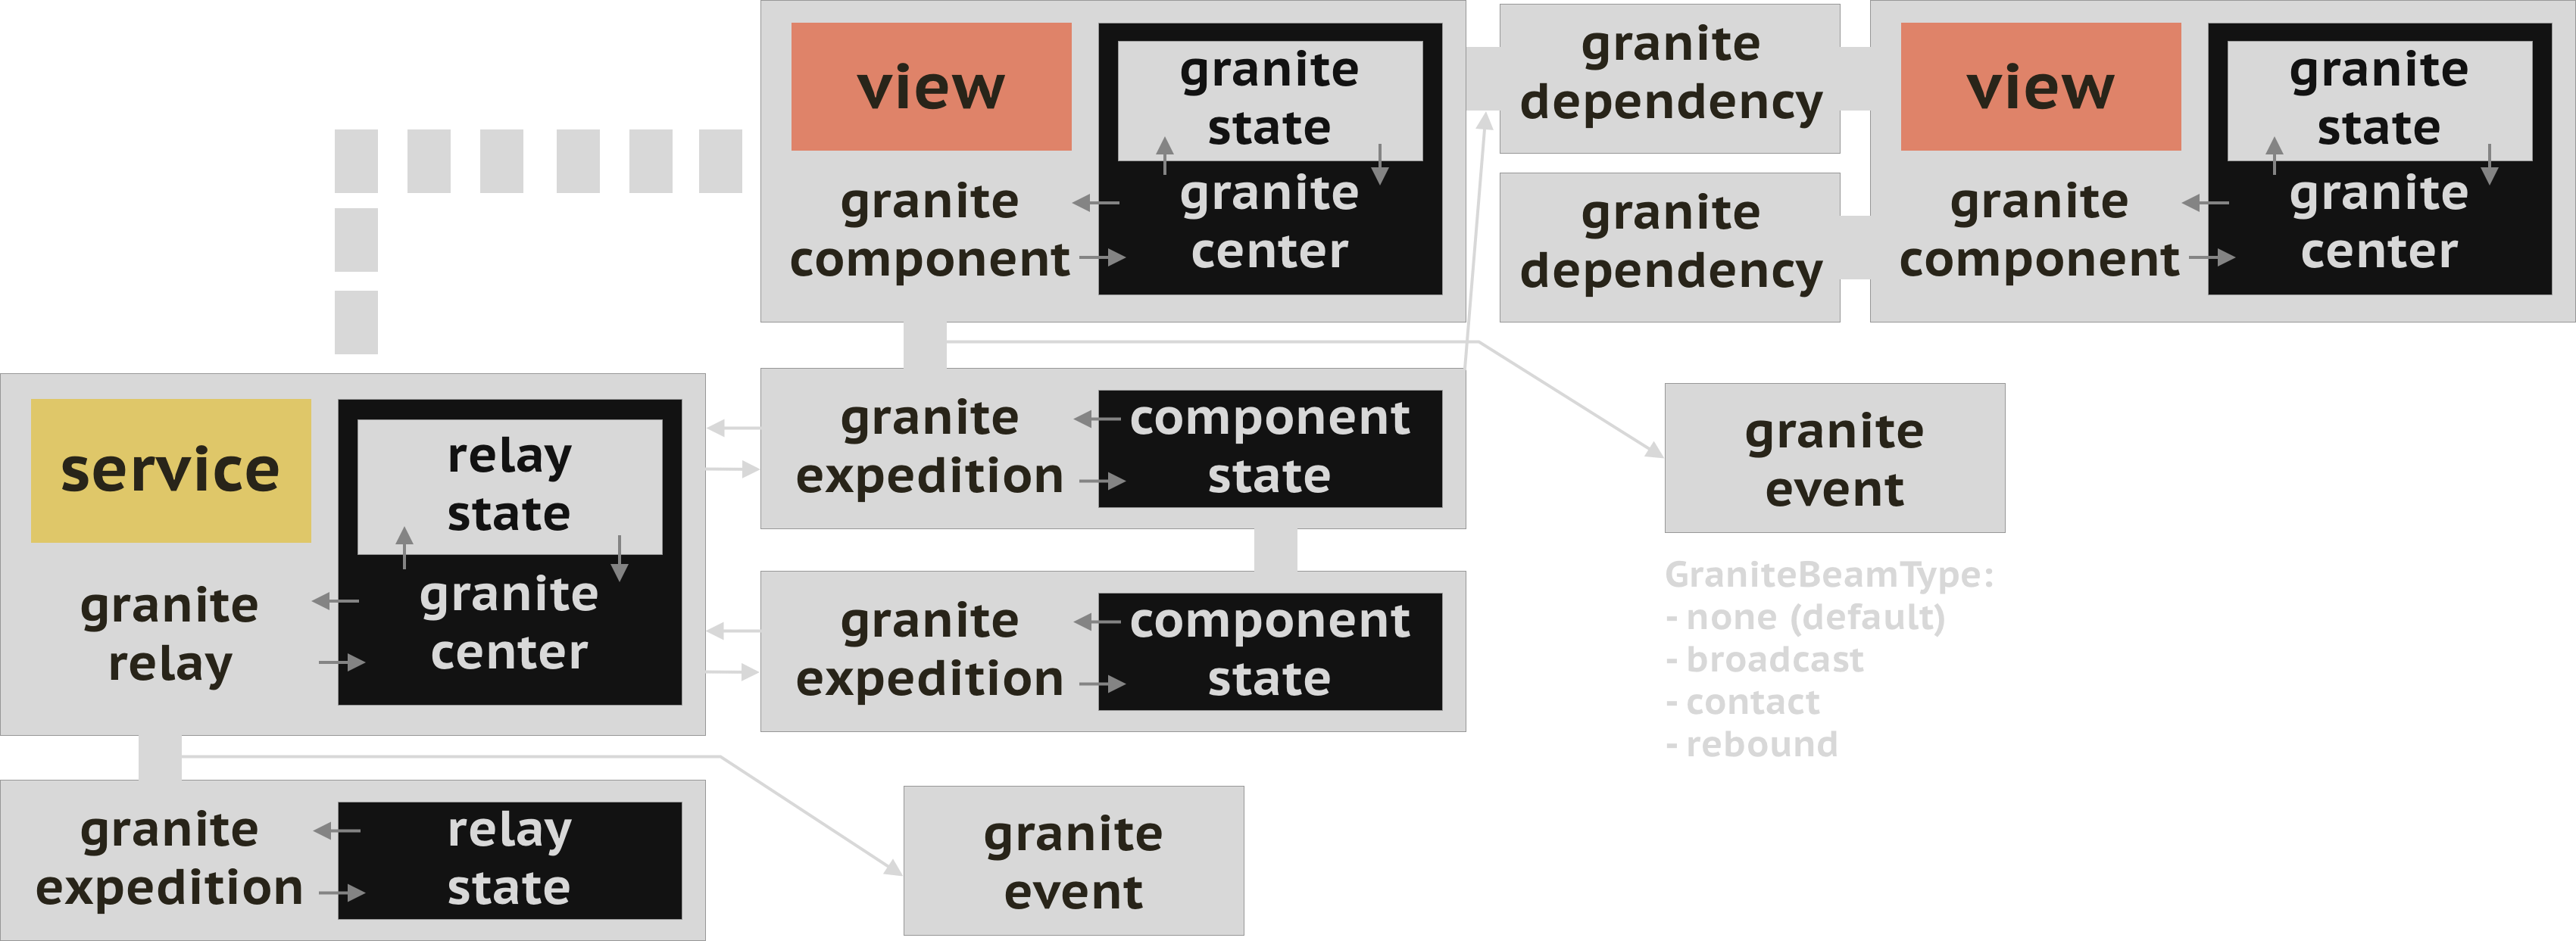 view
granite
state
granite
center
granite
component
granite
dependency
granite
dependency
view
granite
state
granite
center
granite
component
service
relay
state
granite
center
granite
relay
granite
expedition
component
state
granite
expedition
component
state
granite
event
GraniteBeamType:
- none (default)
- broadcast
- contact
- rebound
granite
expedition
relay
state
granite
event